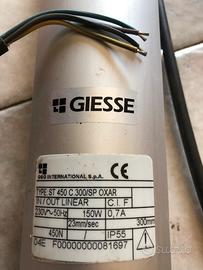 GIESSE
INTERNATIONAL S.p.A.
CE
TYPE ST 450 C.300/SP OXAR
IN / OUT LINEAR C.I.F
230V~50Hz 150W 0,7A
23mm/sec 300mm
450N IP55
04E F00000000081697
subito